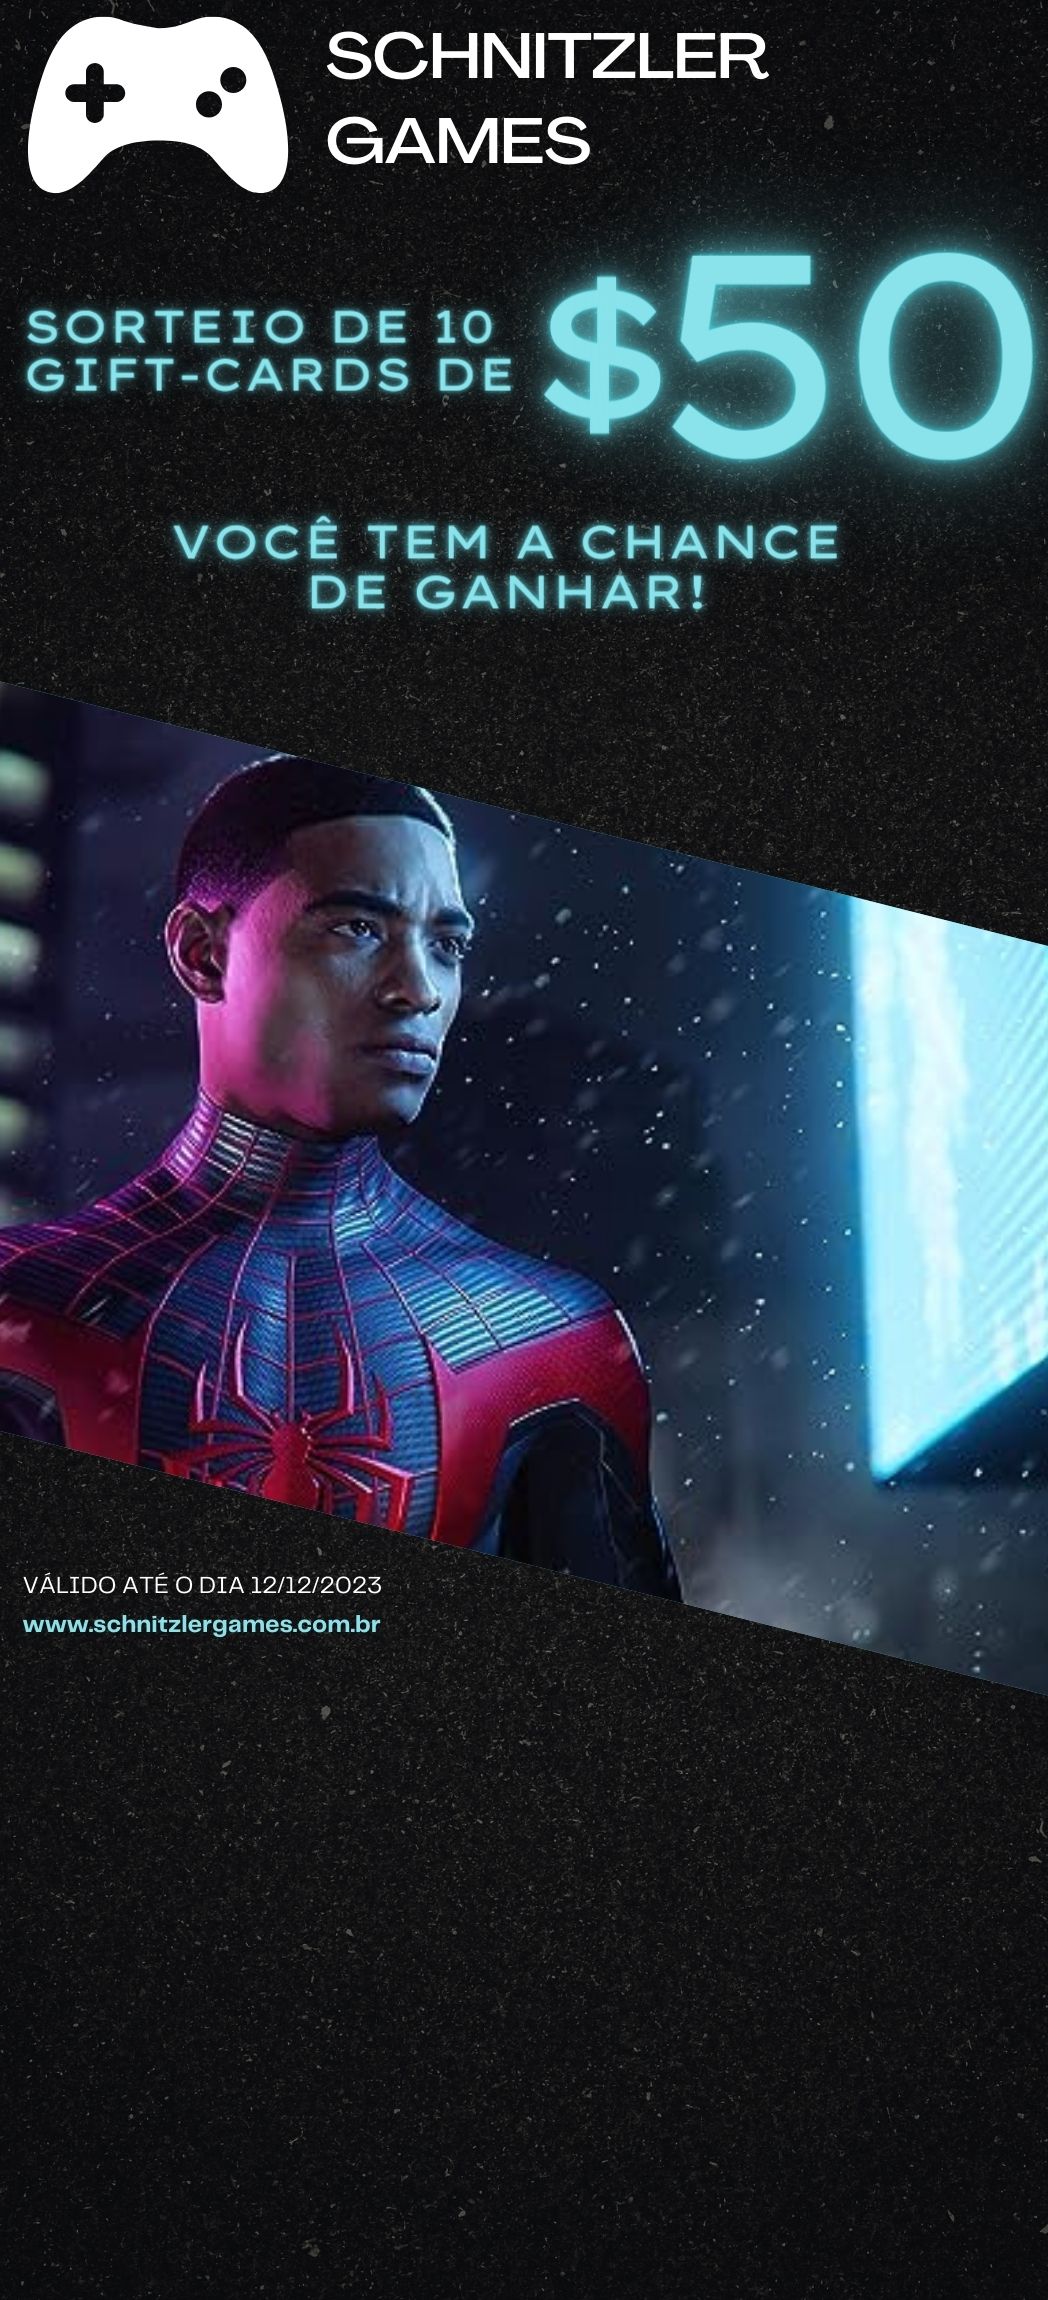 SCHNITZLER
GAMES
SORTEIO DE 10
GIFT-CARDS DE
$50
VOCÊ TEM A CHANCE
DE GANHAR!
VÁLIDO ATÉ O DIA 12/12/2023
www.schnitzlergames.com.br